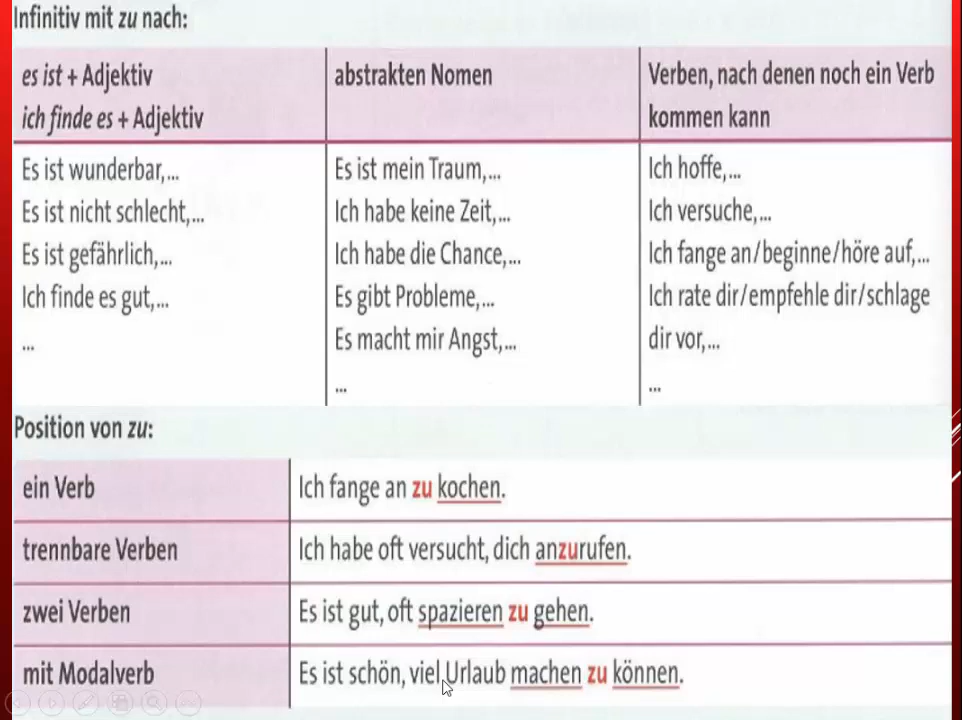 Infinitiv mit zu nach:
es ist + Adjektiv
ich finde es + Adjektiv
abstrakten Nomen
Verben, nach denen noch ein Verb
kommen kann
Es ist wunderbar,...
Es ist nicht schlecht,...
Es ist gefährlich,...
Ich finde es gut,...
...
Es ist mein Traum,...
Ich habe keine Zeit,...
Ich habe die Chance,...
Es gibt Probleme,...
Es macht mir Angst,...
...
Ich hoffe,...
Ich versuche,...
Ich fange an/beginne/höre auf,...
Ich rate dir/empfehle dir/schlage
dir vor,...
...
Position von zu:
ein Verb
Ich fange an zu kochen.
trennbare Verben
Ich habe oft versucht, dich anzurufen.
zwei Verben
Es ist gut, oft spazieren zu gehen.
mit Modalverb
Es ist schön, viel Urlaub machen zu können.